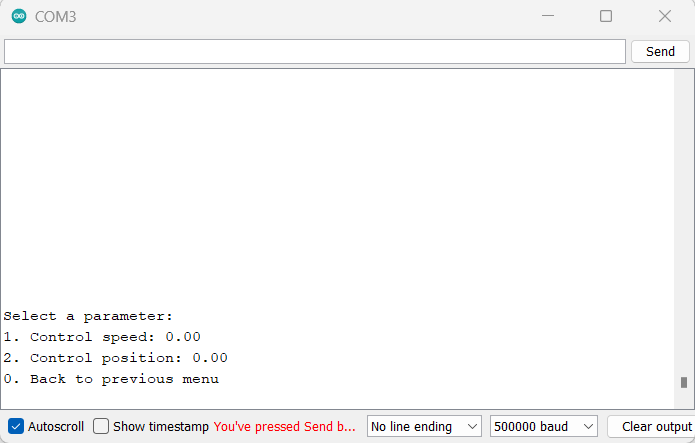 COM3
Send
Select a parameter:
1. Control speed: 0.00
2. Control position: 0.00
0. Back to previous menu
Autoscroll Show timestamp You've pressed Send b... No line ending 500000 baud Clear output